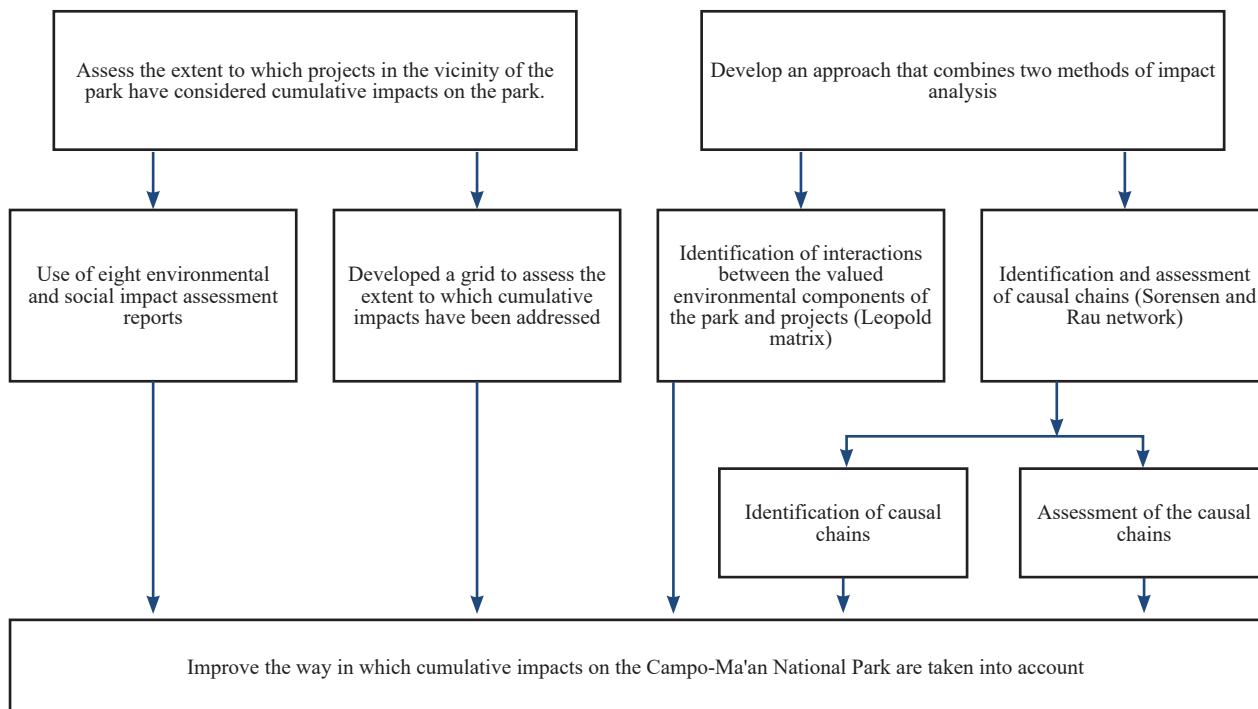 Assess the extent to which projects in the vicinity of the
park have considered cumulative impacts on the park.
Develop an approach that combines two methods of impact
analysis
Use of eight environmental
and social impact assessment
reports
Developed a grid to assess the
extent to which cumulative
impacts have been addressed
Identification of interactions
between the valued
environmental components of
the park and projects (Leopold
matrix)
Identification and assessment
of causal chains (Sorensen and
Rau network)
Identification of causal
chains
Assessment of the causal
chains
Improve the way in which cumulative impacts on the Campo-Ma'an National Park are taken into account